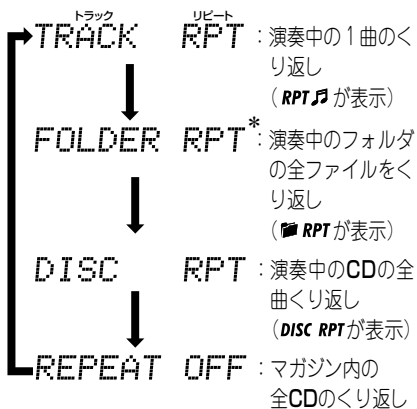 トラック リピート
TRACK RPT：演奏中の1曲のく
り返し
（RPT♫が表示）
FOLDER RPT*：演奏中のフォルダ
の全ファイルをく
り返し
（RPTが表示）
DISC RPT：演奏中のCDの全
曲くり返し
（DISC RPTが表示）
REPEAT OFF：マガジン内の
全CDのくり返し